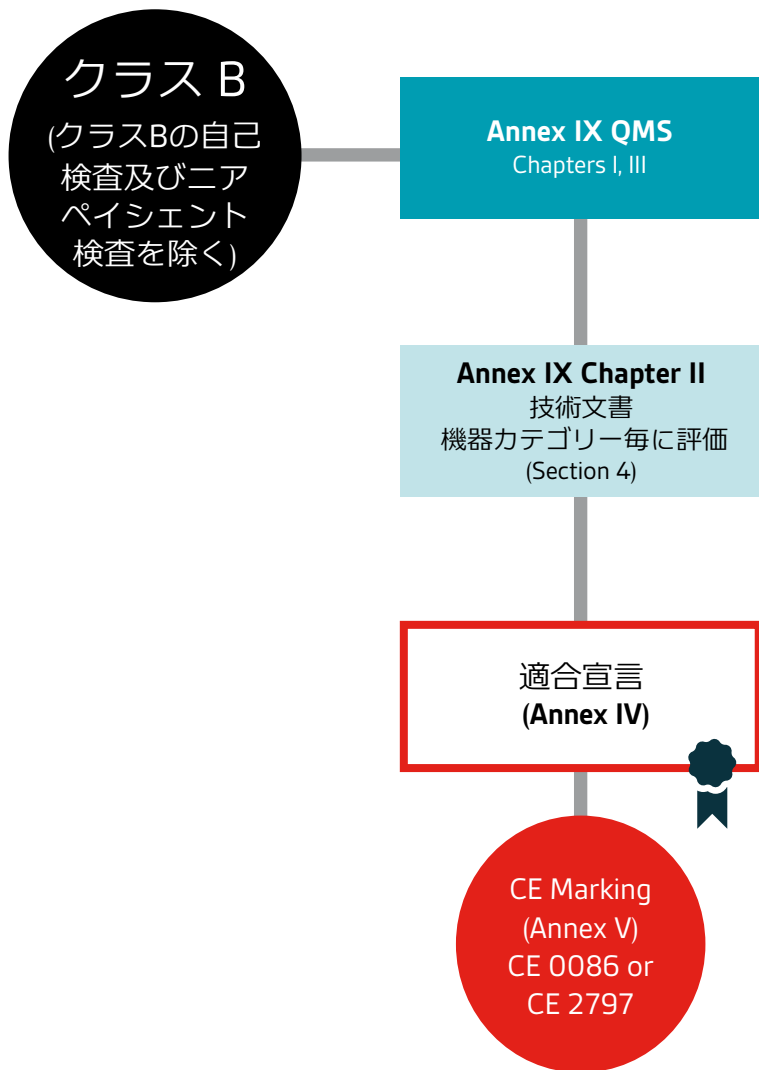 クラス B
(クラスBの自己
検査及びニア
ペイシェント
検査を除く)
Annex IX QMS
Chapters I, III
Annex IX Chapter II
技術文書
機器カテゴリー毎に評価
(Section 4)
適合宣言
(Annex IV)
CE Marking
(Annex V)
CE 0086 or
CE 2797